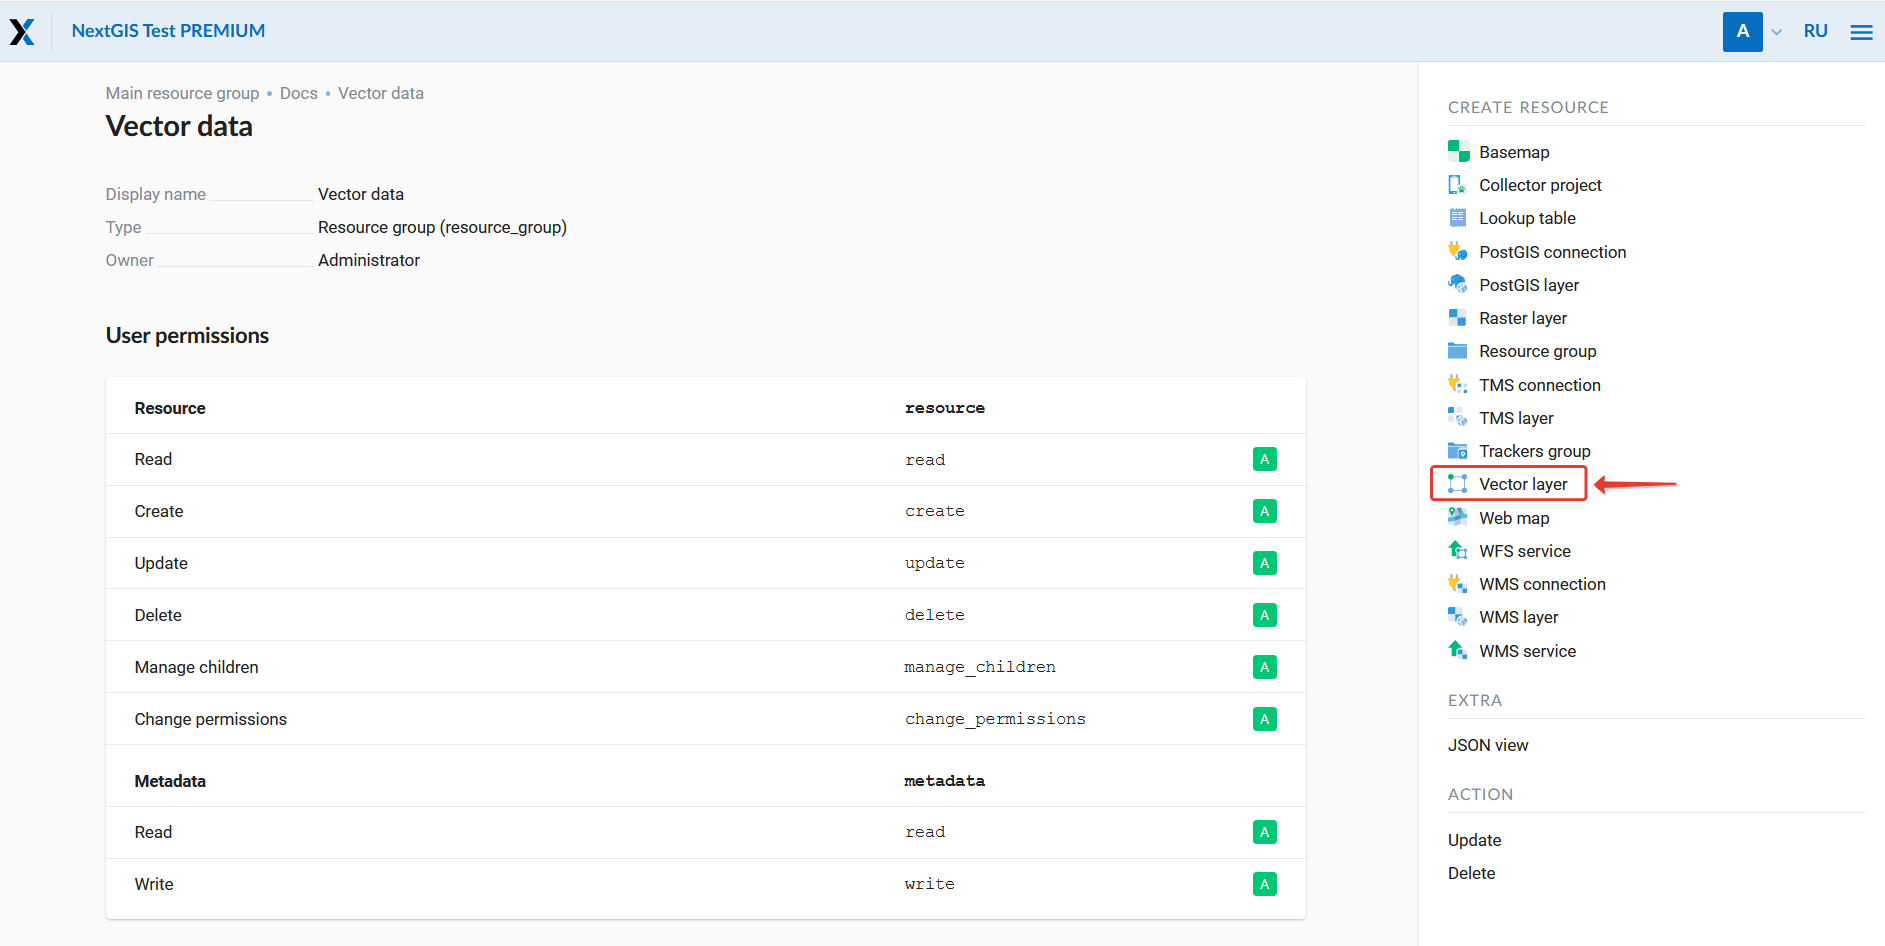 NextGIS Test PREMIUM
A RU
Main resource group • Docs • Vector data
Vector data
Display name Vector data
Type Resource group (resource_group)
Owner Administrator
User permissions
Resource resource
Read read A
Create create A
Update update A
Delete delete A
Manage children manage_children A
Change permissions change_permissions A
Metadata metadata
Read read A
Write write A
CREATE RESOURCE
Basemap
Collector project
Lookup table
PostGIS connection
PostGIS layer
Raster layer
Resource group
TMS connection
TMS layer
Trackers group
Vector layer
Web map
WFS service
WMS connection
WMS layer
WMS service
EXTRA
JSON view
ACTION
Update
Delete